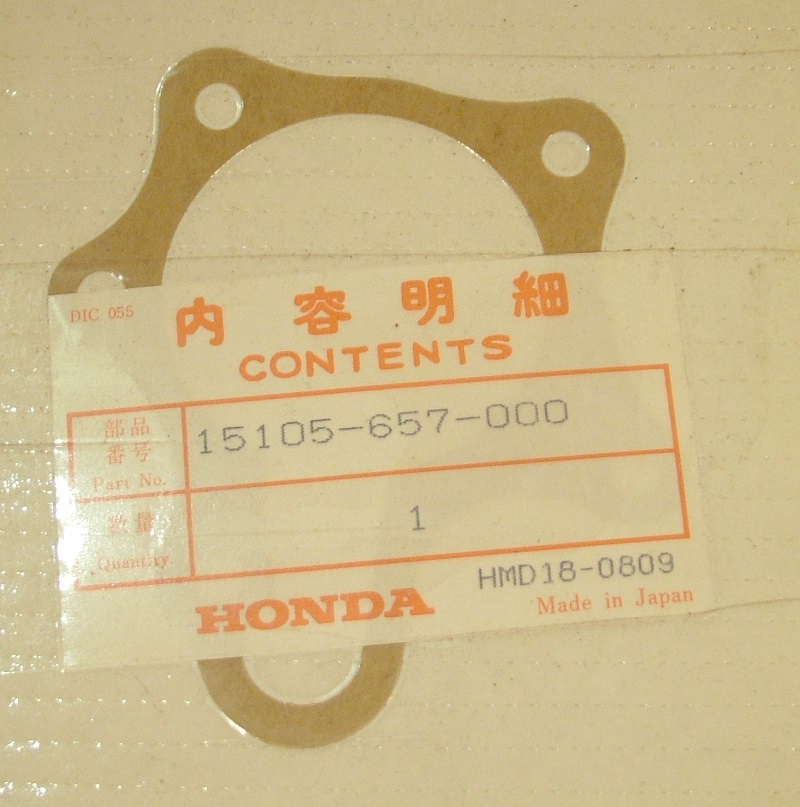 DIC 055
内容明細
CONTENTS
部品
番号
Part No.
15105-657-000
数量
Quantity
1
HMD18-0809
HONDA
Made in Japan